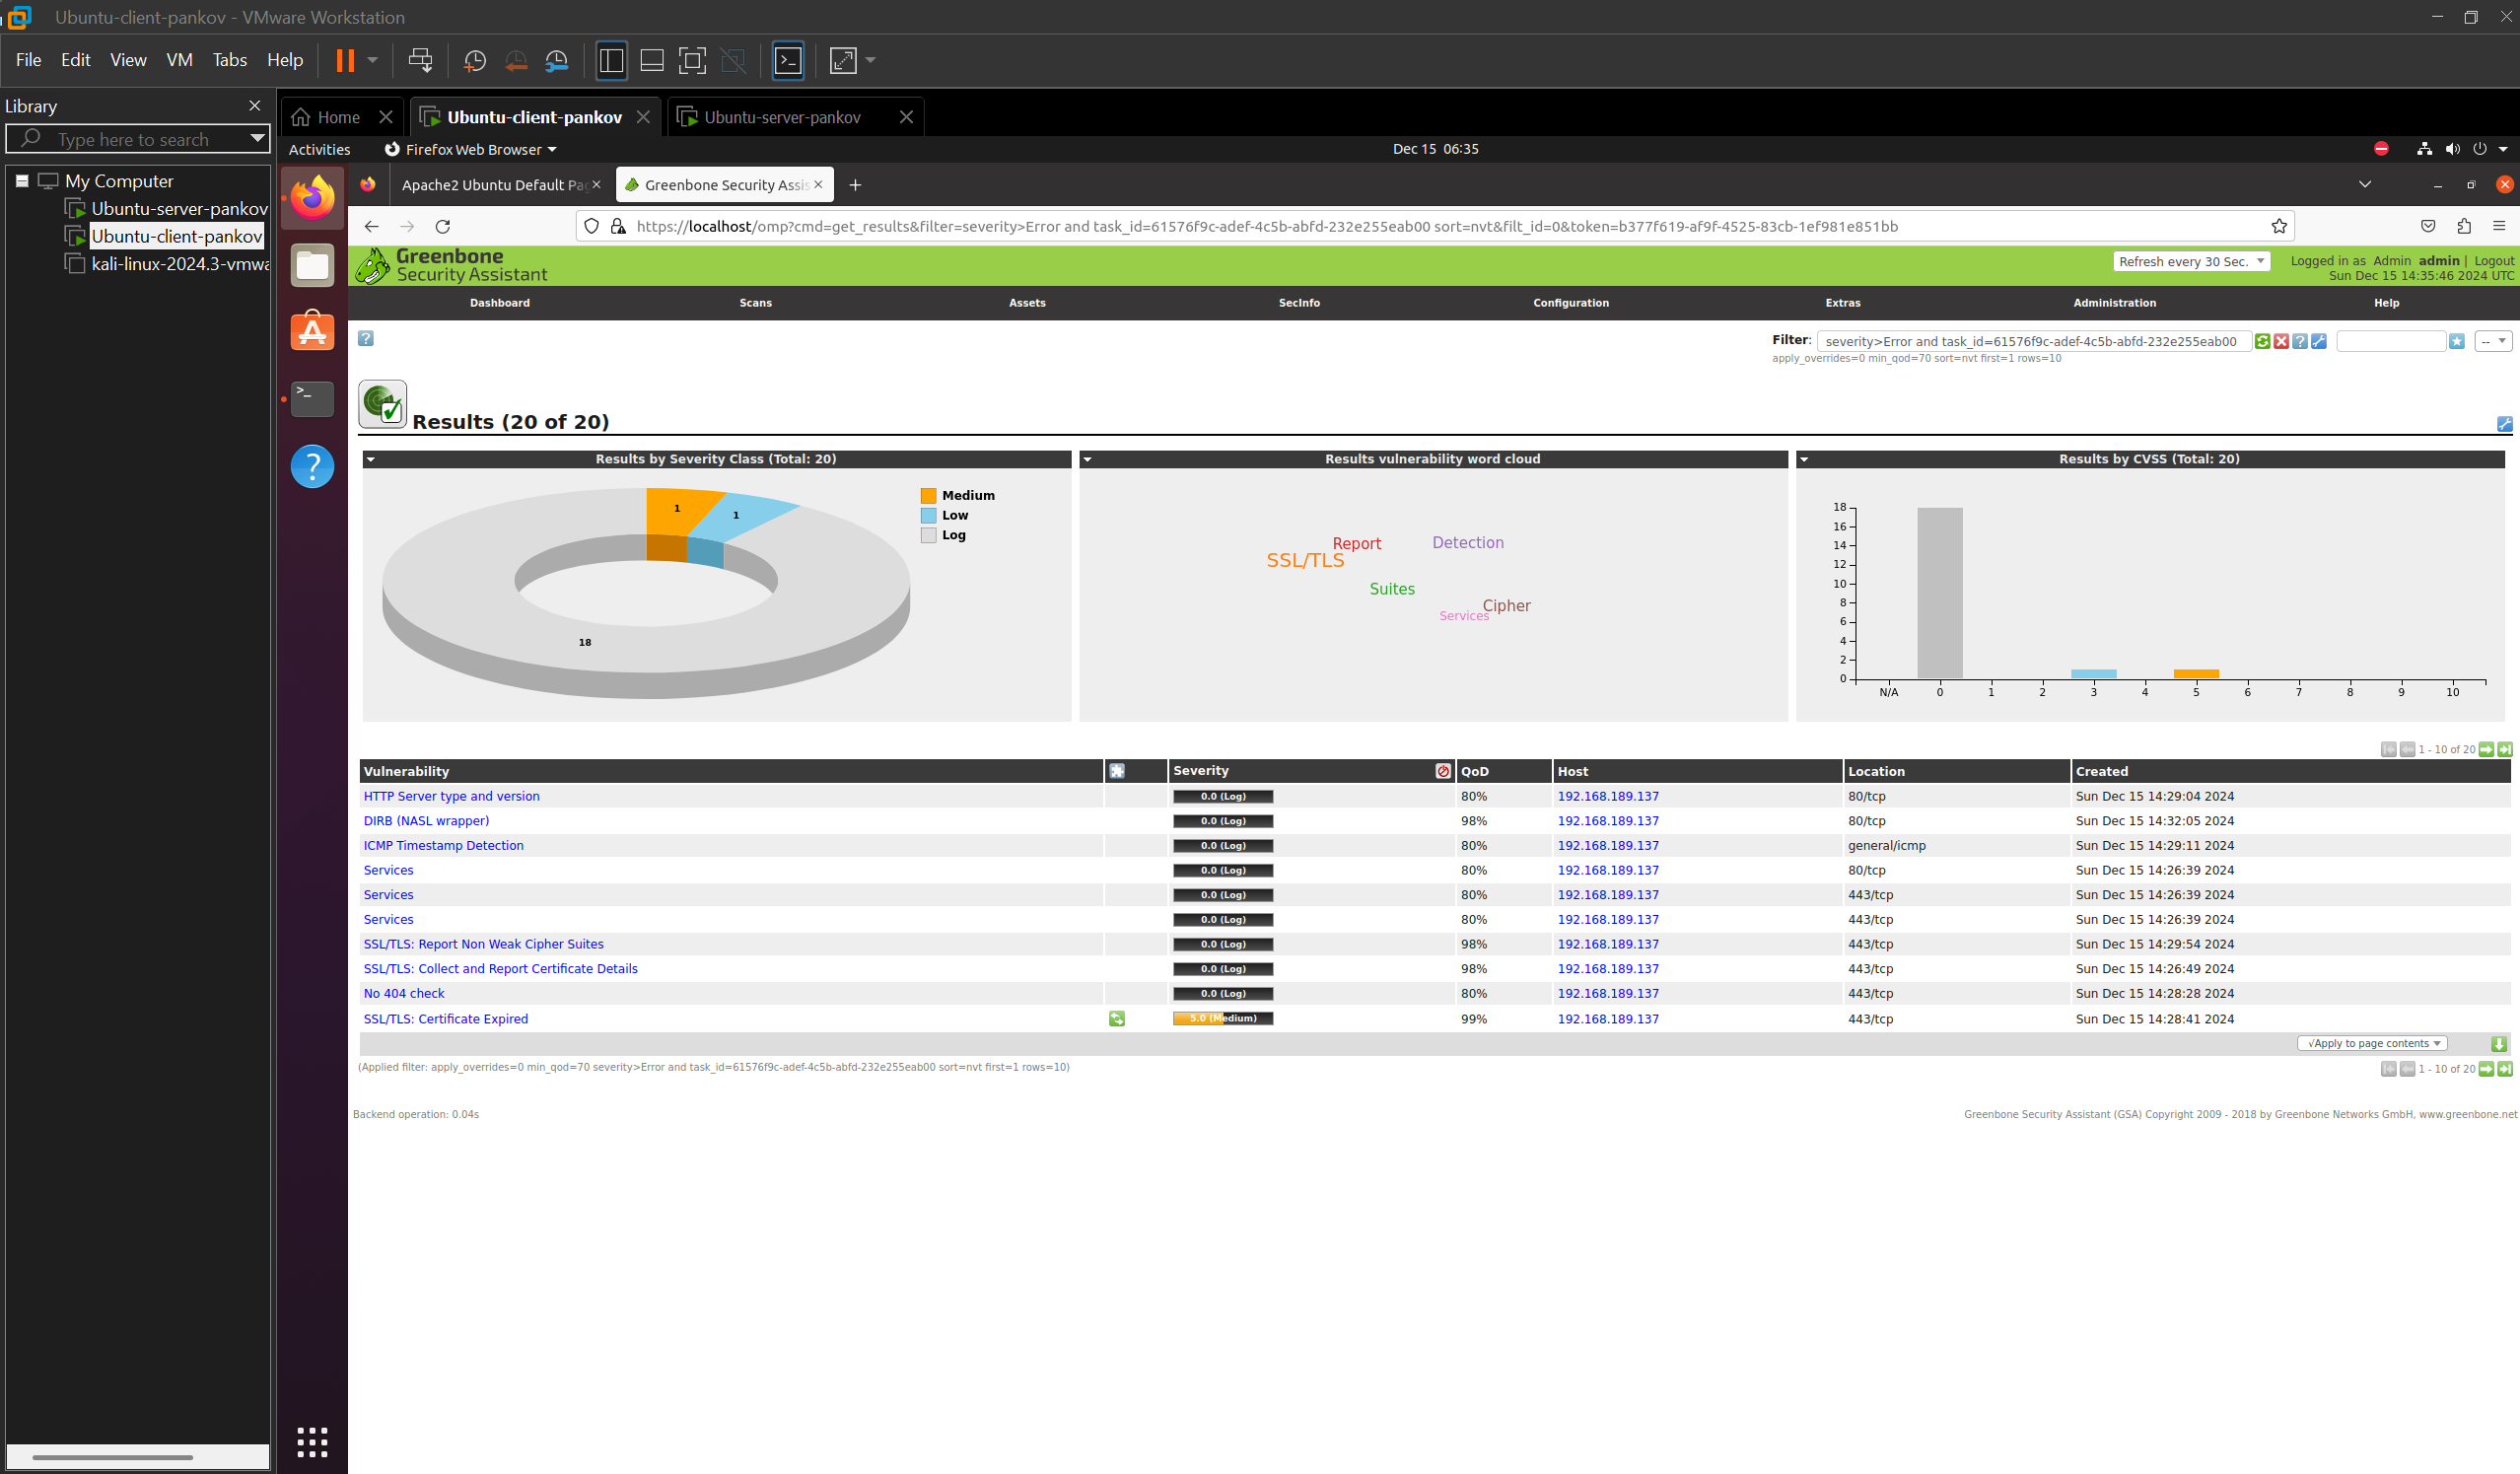 Ubuntu-client-pankov - VMware Workstation
File Edit View VM Tabs Help
Library
Type here to search
My Computer
Ubuntu-server-pankov
Ubuntu-client-pankov
kali-linux-2024.3-vmwa
Home
Ubuntu-client-pankov
Ubuntu-server-pankov
Activities
Firefox Web Browser
Dec 15 06:35
Apache2 Ubuntu Default Pa
Greenbone Security Assis
https://localhost/omp?cmd=get_results&filter=severity>Error and task_id=61576f9c-adef-4c5b-abfd-232e255eab00 sort=nvt&filt_id=0&token=b377f619-af9f-4525-83cb-1ef981e851bb
Greenbone
Security Assistant
Refresh every 30 Sec.
Logged in as Admin admin | Logout
Sun Dec 15 14:35:46 2024 UTC
Dashboard Scans Assets SecInfo Configuration Extras Administration Help
Filter: severity>Error and task_id=61576f9c-adef-4c5b-abfd-232e255eab00
--
apply_overrides=0 min_qod=70 sort=nvt first=1 rows=10
Results (20 of 20)
Results by Severity Class (Total: 20)
1
1
18
Medium
Low
Log
Results vulnerability word cloud
Report
Detection
SSL/TLS
Suites
Cipher
Services
Results by CVSS (Total: 20)
18
16
14
12
10
8
6
4
2
0
N/A 0 1 2 3 4 5 6 7 8 9 10
1 - 10 of 20
Vulnerability Severity QoD Host Location Created
HTTP Server type and version 0.0 (Log) 80% 192.168.189.137 80/tcp Sun Dec 15 14:29:04 2024
DIRB (NASL wrapper) 0.0 (Log) 98% 192.168.189.137 80/tcp Sun Dec 15 14:32:05 2024
ICMP Timestamp Detection 0.0 (Log) 80% 192.168.189.137 general/icmp Sun Dec 15 14:29:11 2024
Services 0.0 (Log) 80% 192.168.189.137 80/tcp Sun Dec 15 14:26:39 2024
Services 0.0 (Log) 80% 192.168.189.137 443/tcp Sun Dec 15 14:26:39 2024
Services 0.0 (Log) 80% 192.168.189.137 443/tcp Sun Dec 15 14:26:39 2024
SSL/TLS: Report Non Weak Cipher Suites 0.0 (Log) 98% 192.168.189.137 443/tcp Sun Dec 15 14:29:54 2024
SSL/TLS: Collect and Report Certificate Details 0.0 (Log) 98% 192.168.189.137 443/tcp Sun Dec 15 14:26:49 2024
No 404 check 0.0 (Log) 80% 192.168.189.137 443/tcp Sun Dec 15 14:28:28 2024
SSL/TLS: Certificate Expired 5.0 (Medium) 99% 192.168.189.137 443/tcp Sun Dec 15 14:28:41 2024
√Apply to page contents
(Applied filter: apply_overrides=0 min_qod=70 severity>Error and task_id=61576f9c-adef-4c5b-abfd-232e255eab00 sort=nvt first=1 rows=10)
1 - 10 of 20
Backend operation: 0.04s
Greenbone Security Assistant (GSA) Copyright 2009 - 2018 by Greenbone Networks GmbH, www.greenbone.net